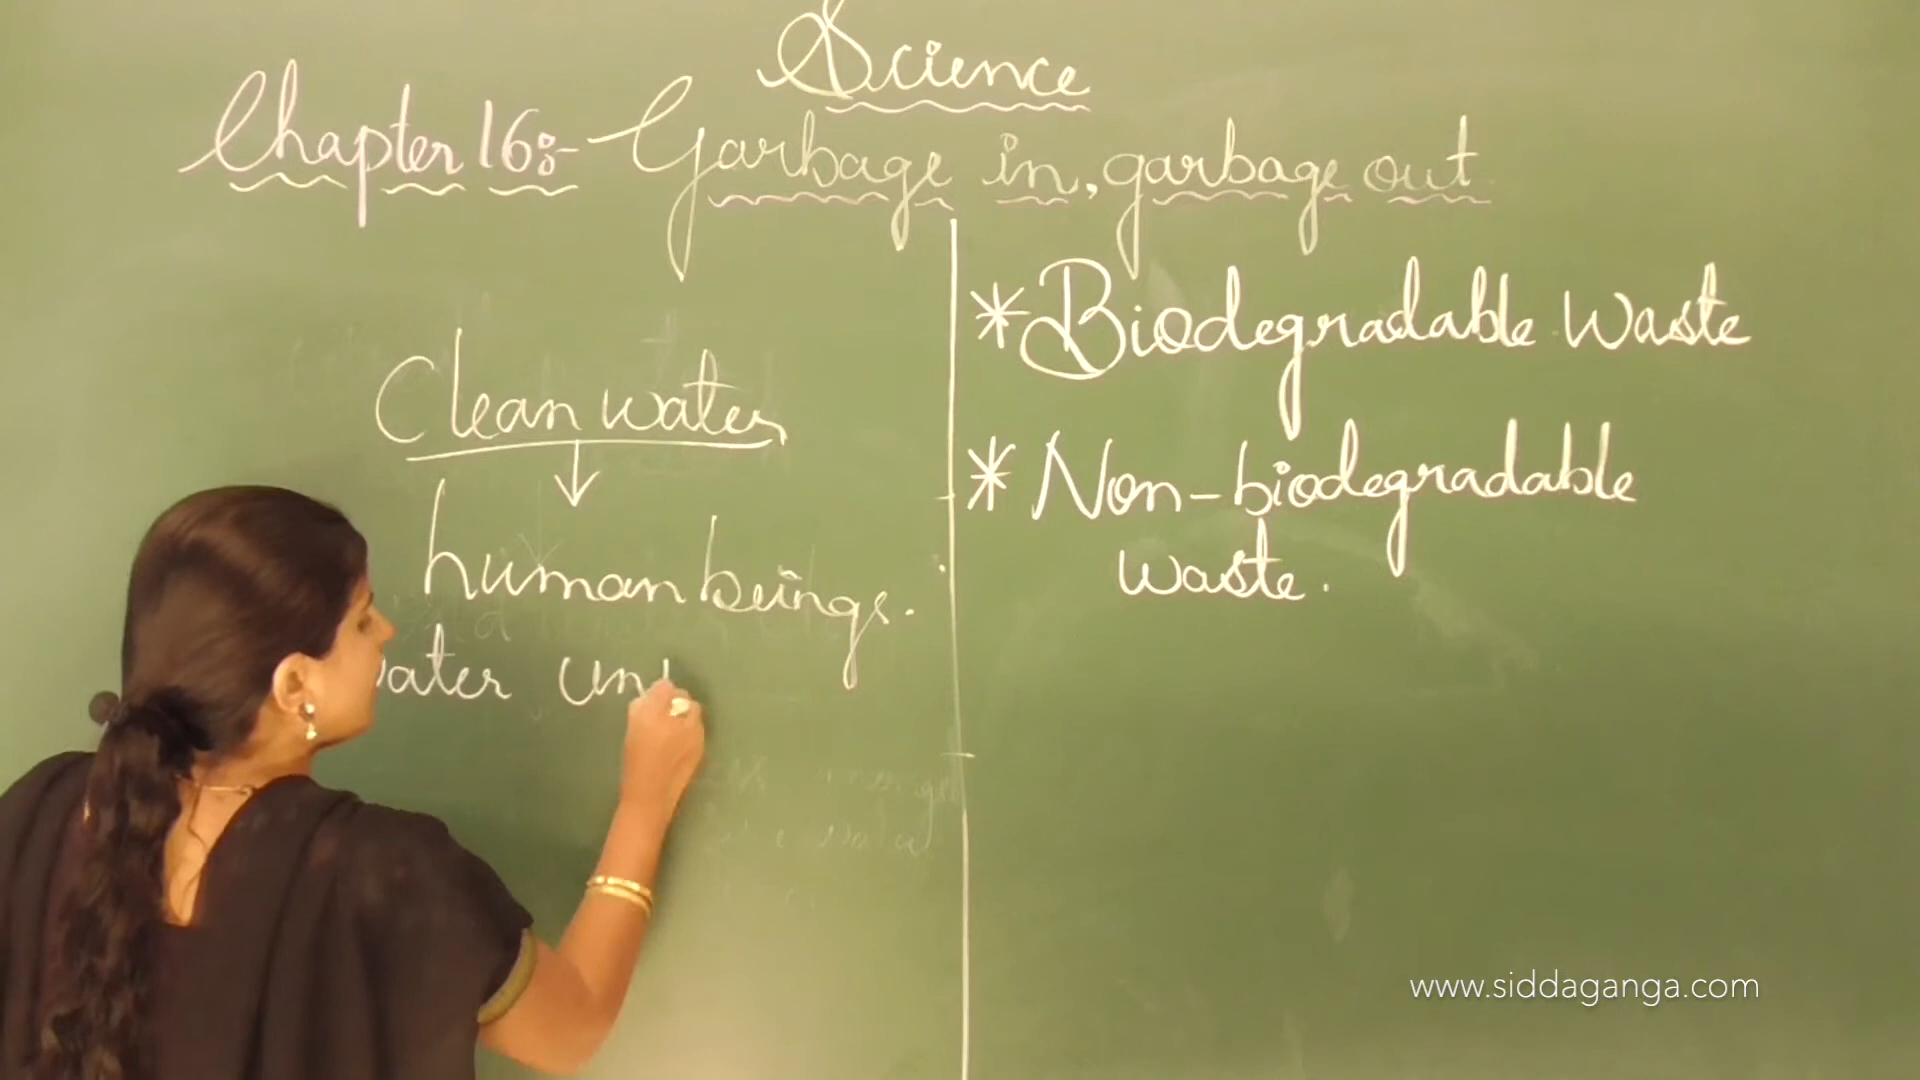 Science
Chapter 16:- Garbage in, garbage out
Clean water
human beings.
water un
* Biodegradable Waste
* Non-biodegradable
waste.
www.siddaganga.com